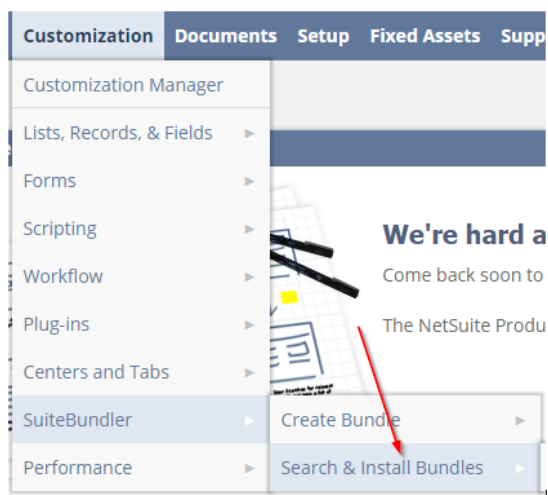 Customization Documents Setup Fixed Assets Supp
Customization Manager
Lists, Records, & Fields
Forms
Scripting
Workflow
Plug-ins
Centers and Tabs
SuiteBundler
Performance
We're hard a
Come back soon to
The NetSuite Produ
Create Bundle
Search & Install Bundles